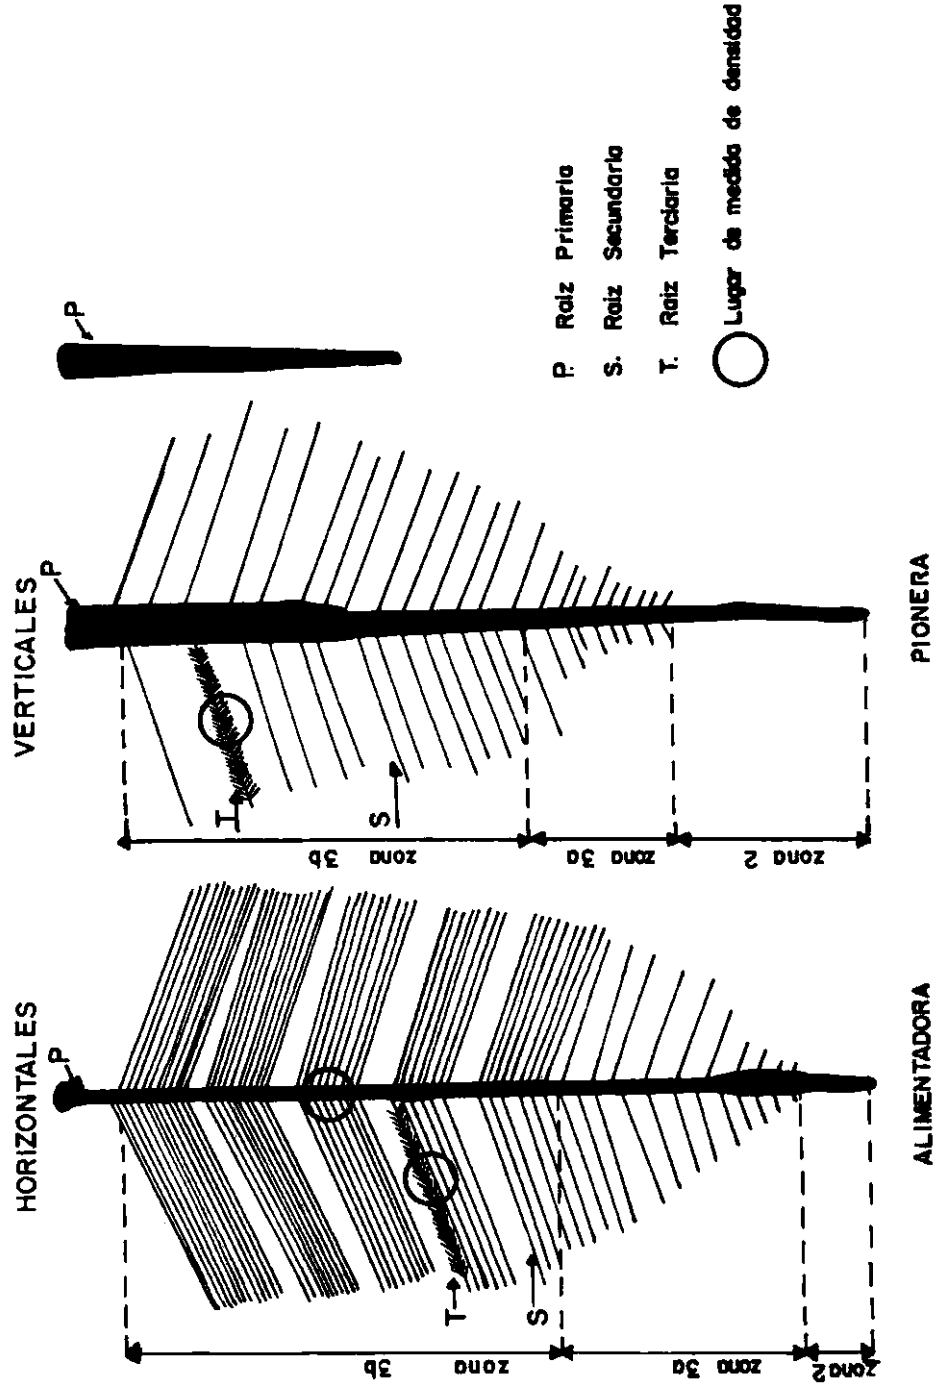 HORIZONTALES
P
T
S
zona 3b
zona 3a
zona 2
ALIMENTADORA
VERTICALES
P
T
S
zona 3b
zona 3a
zona 2
PIONERA
P
P. Raiz Primaria
S. Raiz Secundaria
T. Raiz Terciaria
Lugar de medida de densidad